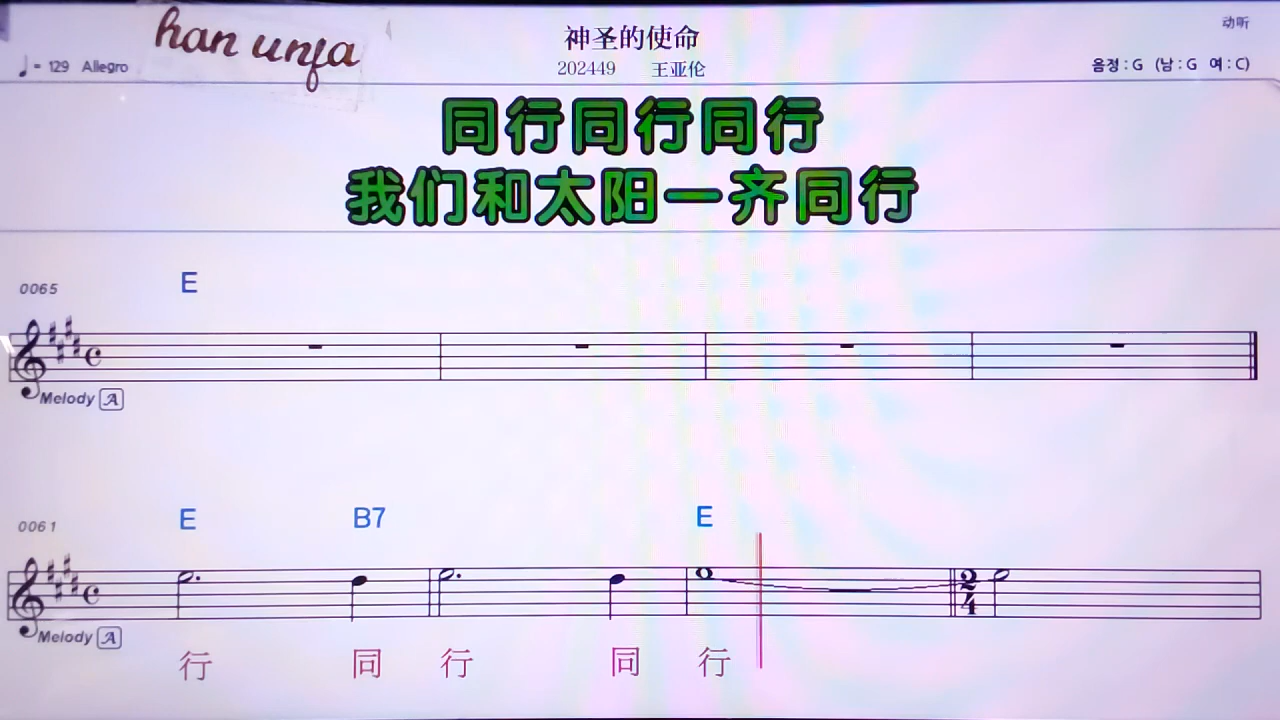 han unja
神圣的使命
动听
♩= 129 Allegro
202449 王亚伦
음정 : G (남 : G 여 : C)
同行同行同行
我们和太阳一齐同行
0065
E
Melody A
0061
E B7 E
2
4
Melody A
行 同 行 同 行